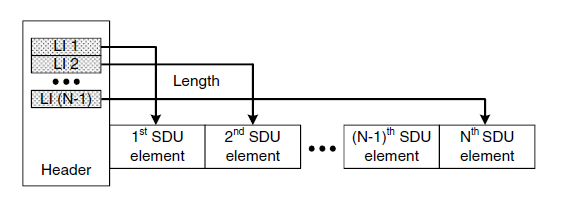 LI 1
LI 2
•••
LI (N-1)
Length
Header
1st SDU
element
2nd SDU
element
•••
(N-1)th SDU
element
Nth SDU
element